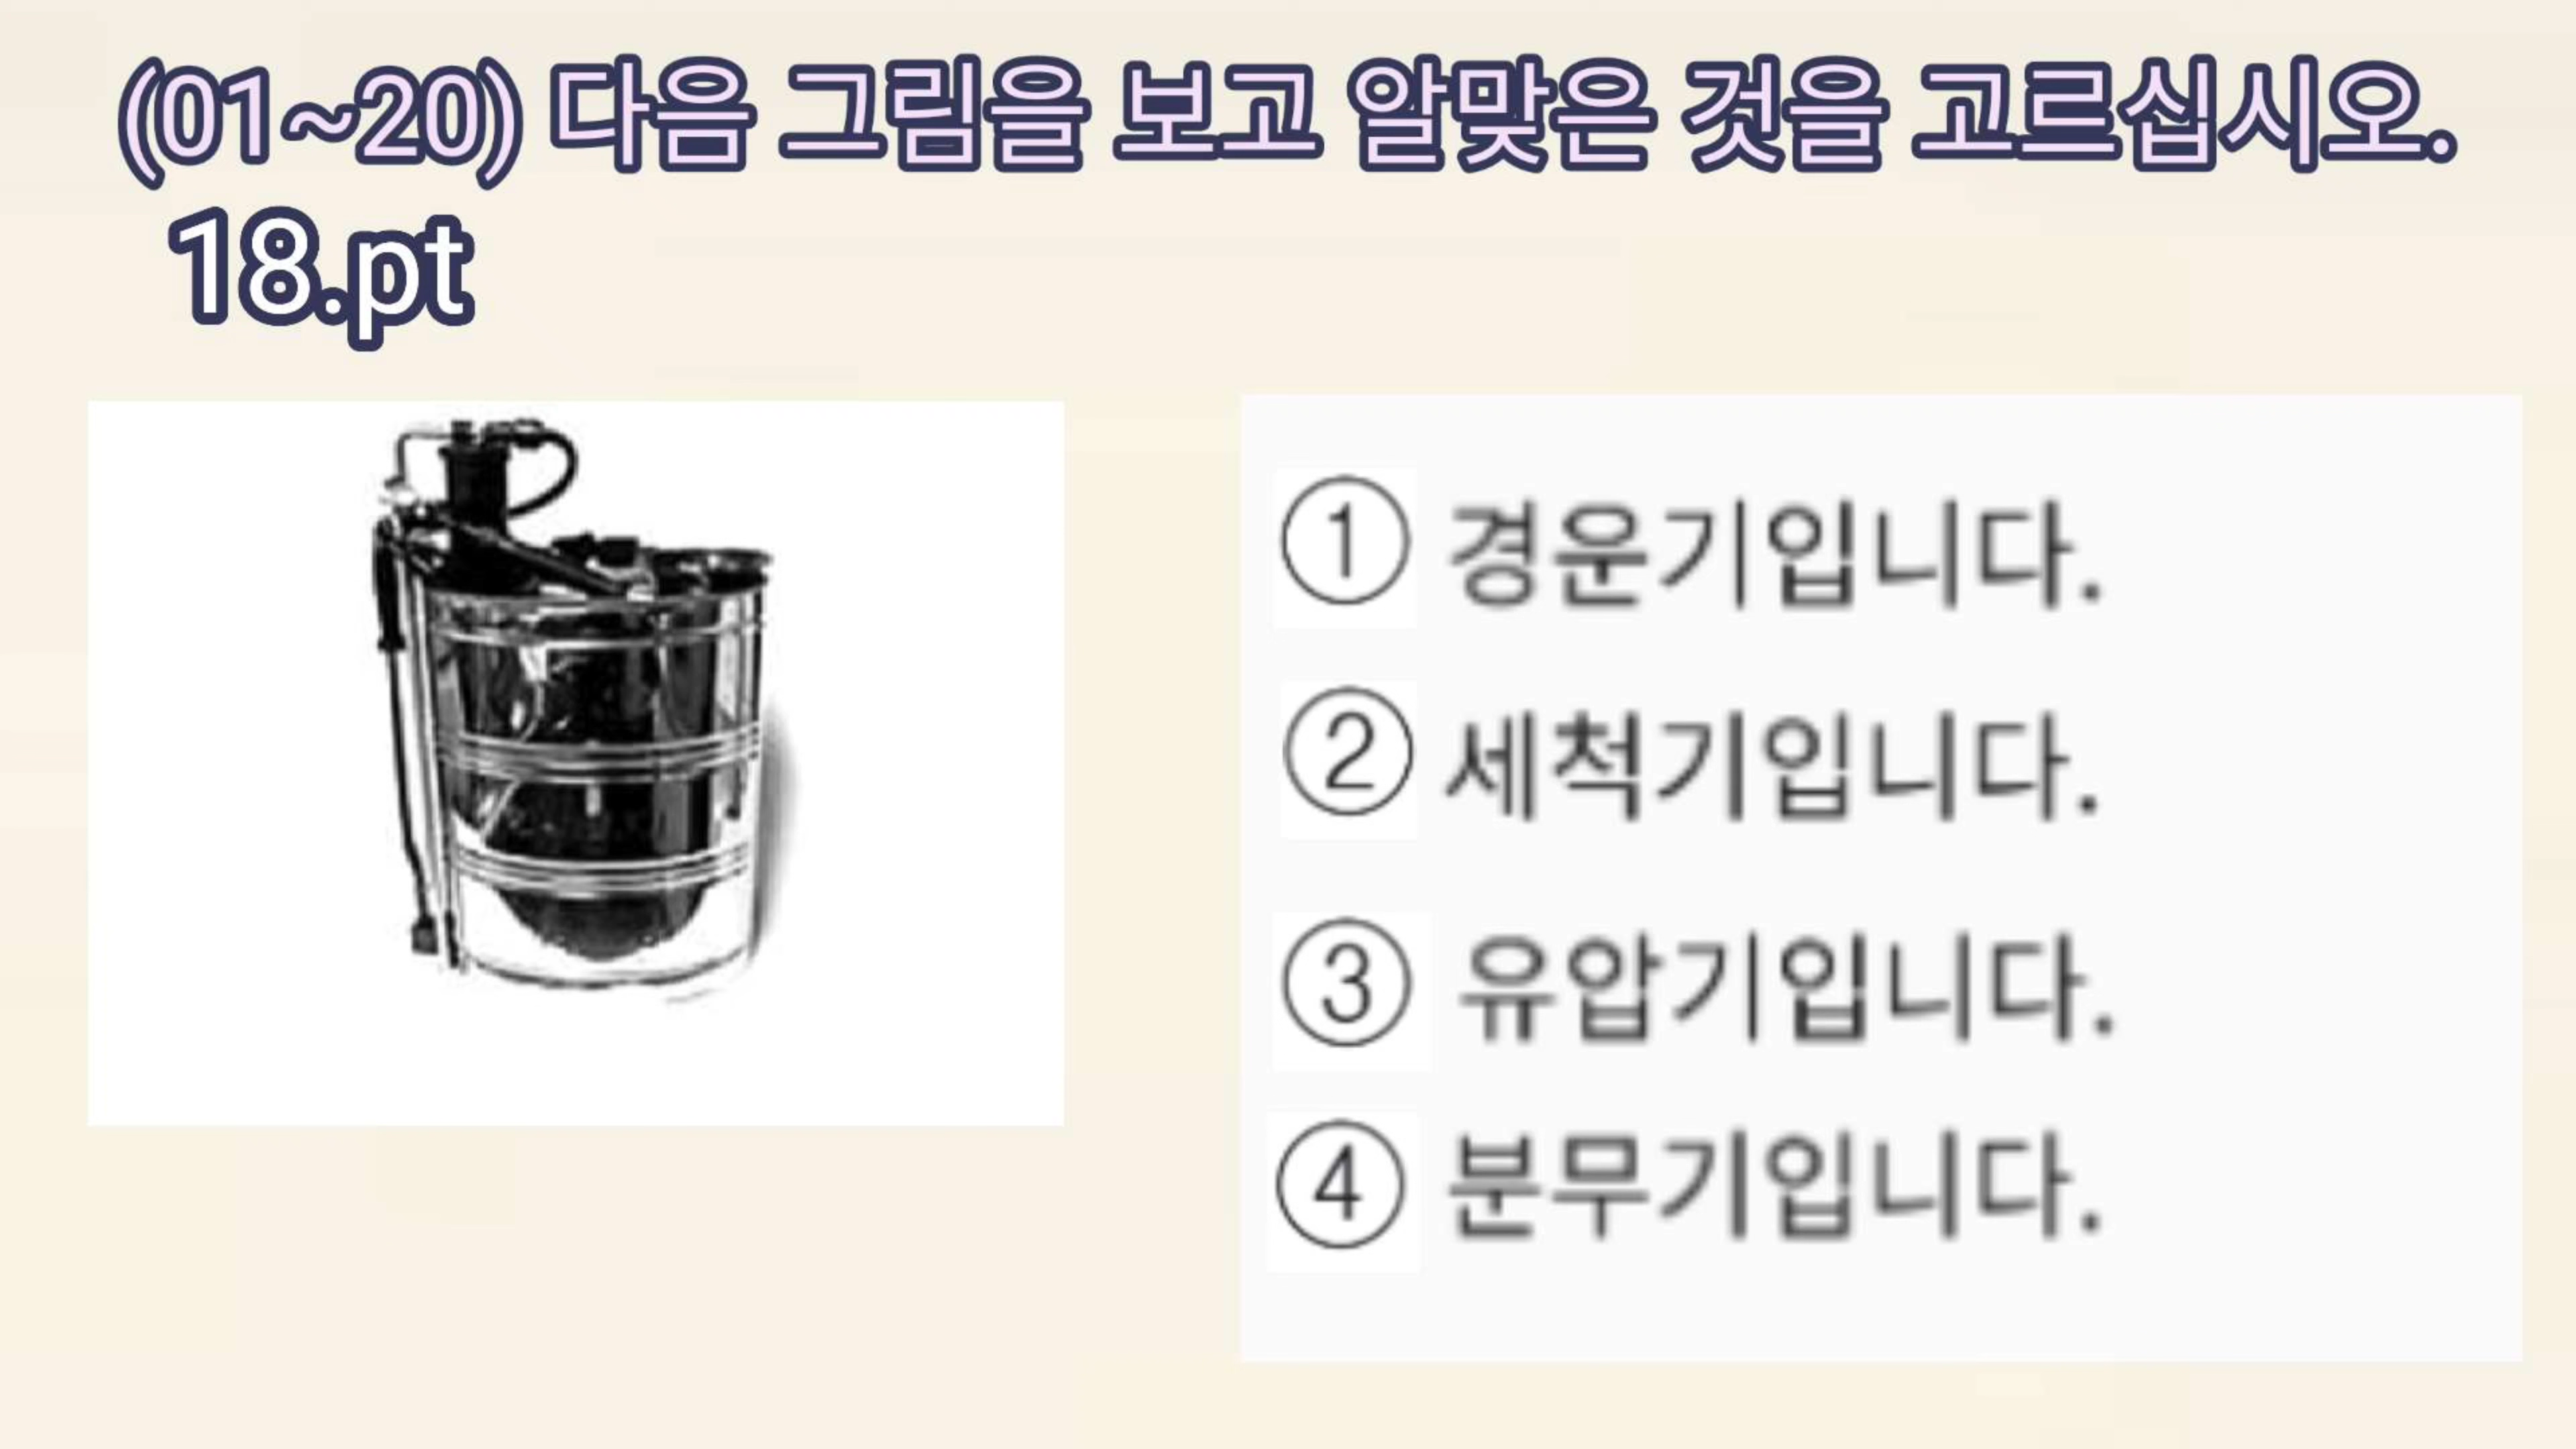 (01~20) 다음 그림을 보고 알맞은 것을 고르십시오.
18.pt
① 경운기입니다.
② 세척기입니다.
③ 유압기입니다.
④ 분무기입니다.